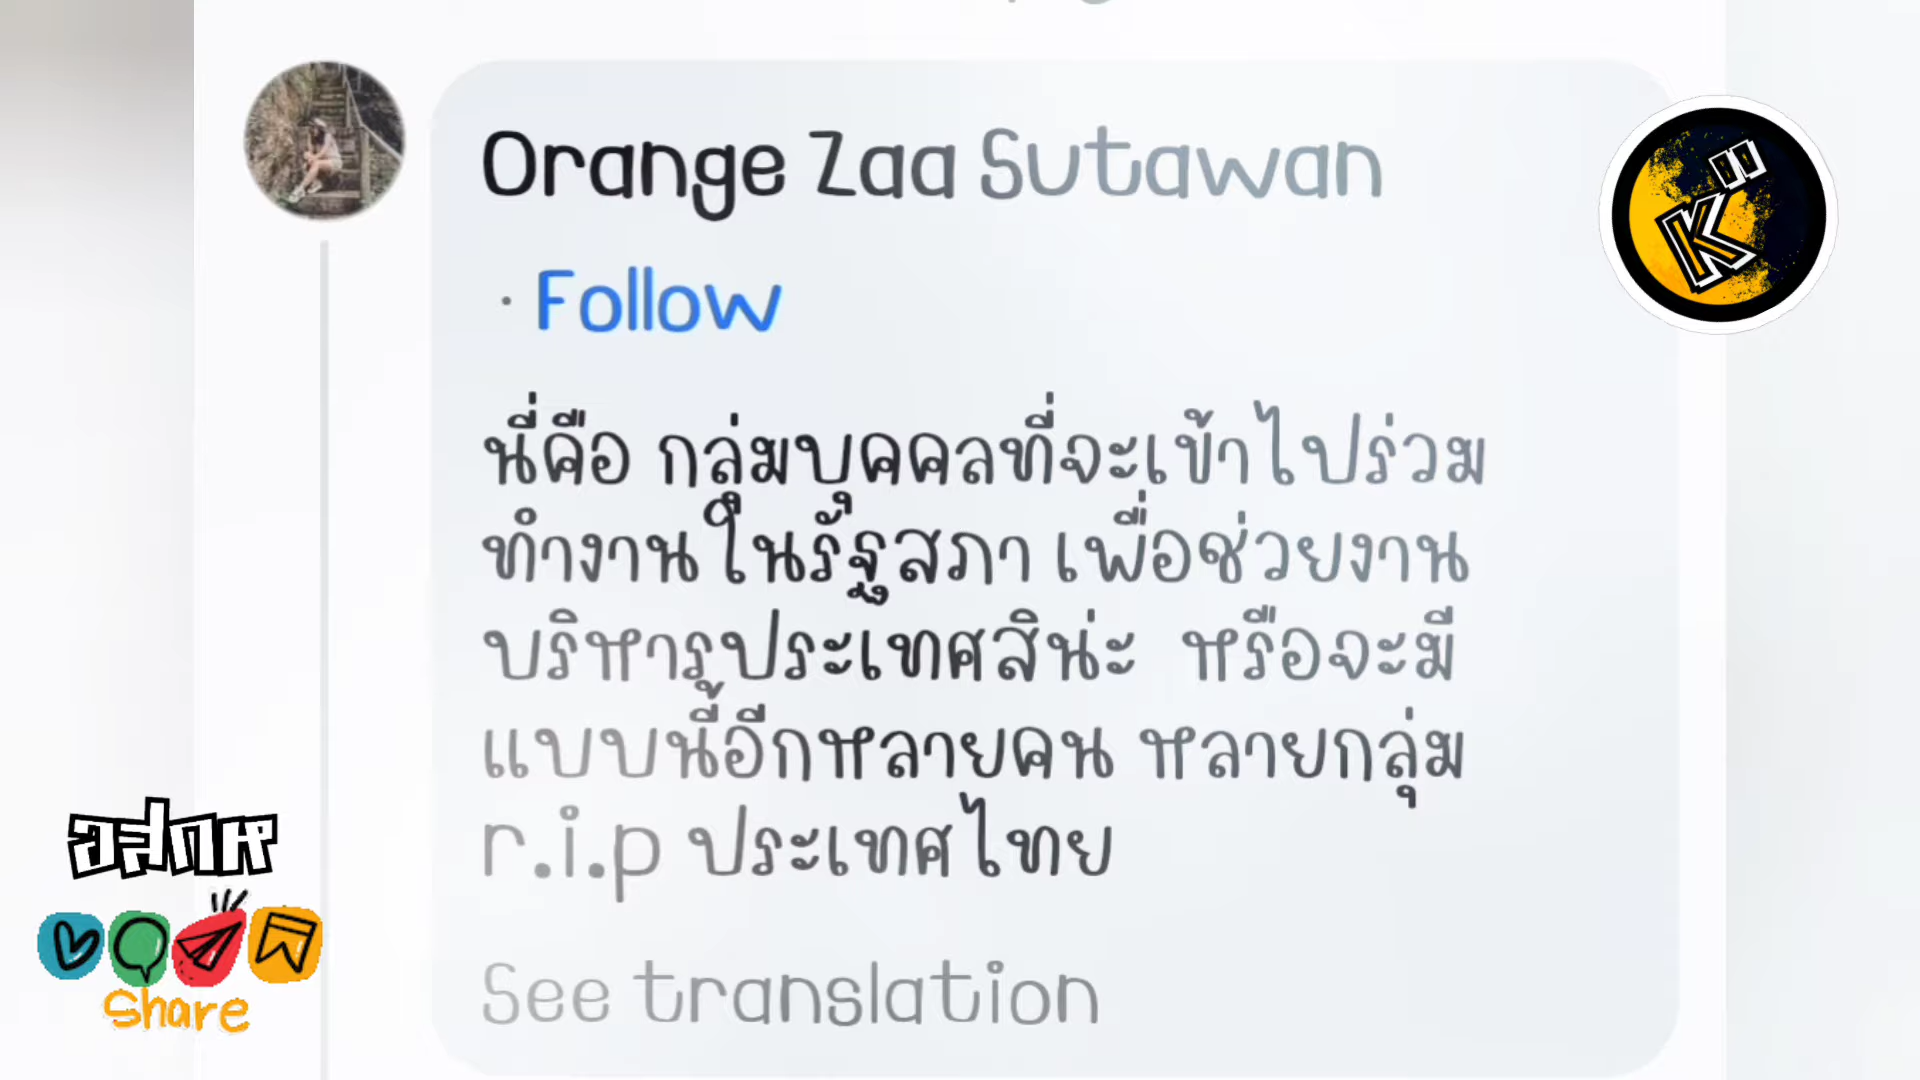 Orange Zaa Sutawan
· Follow
นี่คือ กลุ่มบุคคลที่จะเข้าไปร่วม
ทำงานในรัฐสภา เพื่อช่วยงาน
บริหารประเทศสิน่ะ หรือจะมี
แบบนี้อีกหลายคน หลายกลุ่ม
r.i.p ประเทศไทย
See translation
K"
อสกห
Share